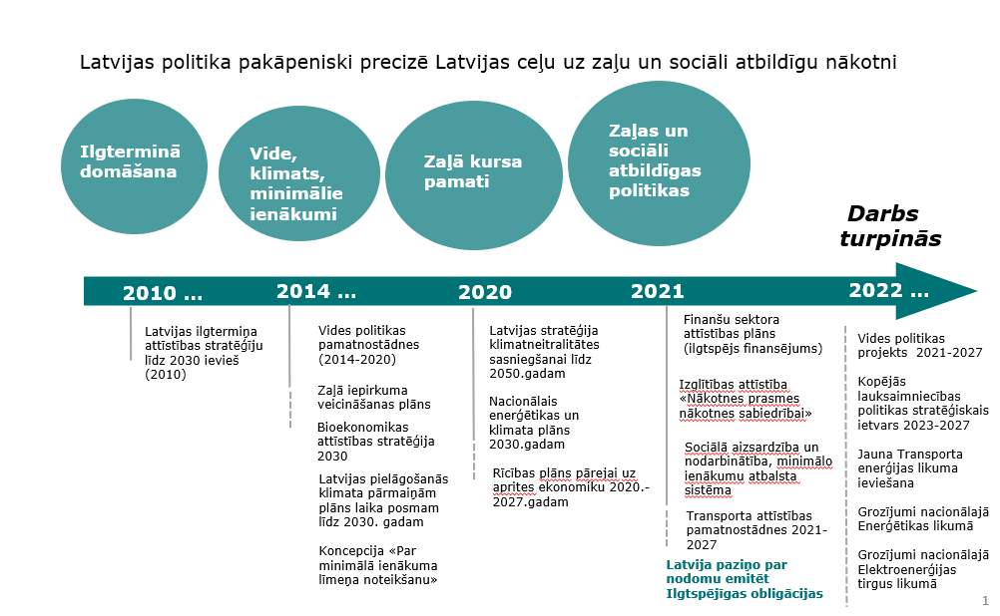 Latvijas politika pakāpeniski precizē Latvijas ceļu uz zaļu un sociāli atbildīgu nākotni
Ilgtermiņā
domāšana
Vide,
klimats,
minimālie
ienākumi
Zaļā kursa
pamati
Zaļas un
sociāli
atbildīgas
politikas
Darbs
turpinās
2010 ...
2014 ...
2020
2021
2022 ...
Latvijas ilgtermiņa
attīstības stratēģiju
līdz 2030 ievieš
(2010)
Vides politikas
pamatnostādnes
(2014-2020)
Zaļā iepirkuma
veicināšanas plāns
Bioekonomikas
attīstības stratēģija
2030
Latvijas pielāgošanās
klimata pārmaiņām
plāns laika posmam
līdz 2030. gadam
Koncepcija «Par
minimālā ienākuma
līmeņa noteikšanu»
Latvijas stratēģija
klimatneitralitātes
sasniegšanai līdz
2050.gadam
Nacionālais
enerģētikas un
klimata plāns
2030.gadam
Rīcības plāns pārejai uz
aprites ekonomiku 2020.-
2027.gadam
Finanšu sektora
attīstības plāns
(ilgtspējs finansējums)
Izglītības attīstība
«Nākotnes prasmes
nākotnes sabiedrībai»
Sociālā aizsardzība un
nodarbinātība, minimālo
ienākumu atbalsta
sistēma
Transporta attīstības
pamatnostādnes 2021-
2027
Latvija paziņo par
nodomu emitēt
Ilgtspējīgas obligācijas
Vides politikas
projekts 2021-2027
Kopējās
lauksaimniecības
politikas stratēģiskais
ietvars 2023-2027
Jauna Transporta
enerģijas likuma
ieviešana
Grozījumi nacionālajā
Enerģētikas likumā
Grozījumi nacionālajā
Elektroenerģijas
tirgus likumā
1